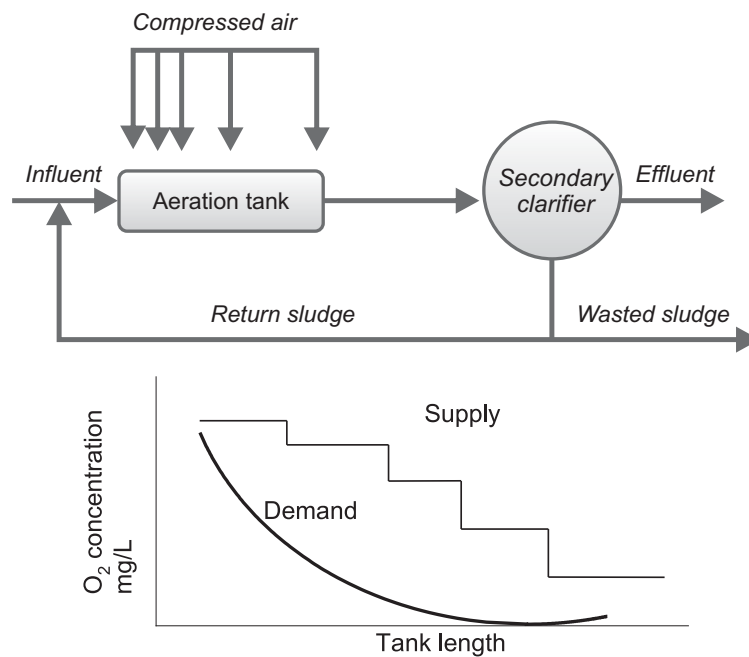 Compressed air
Influent
Aeration tank
Secondary
clarifier
Effluent
Return sludge
Wasted sludge
Supply
Demand
O₂ concentration
mg/L
Tank length